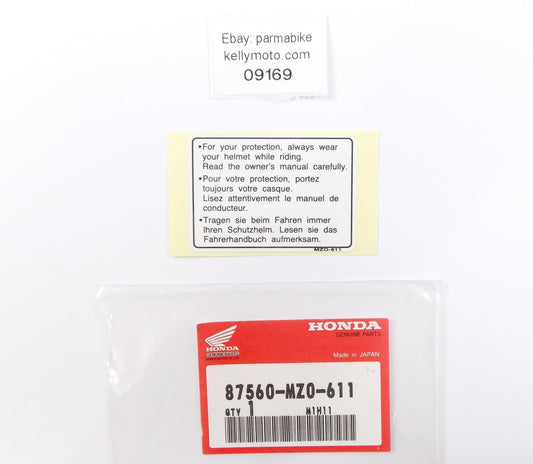 Ebay: parmabike
kellymoto.com
09169
•For your protection, always wear
your helmet while riding.
Read the owner's manual carefully.
•Pour votre protection, portez
toujours votre casque.
Lisez attentivement le manuel de
conducteur.
•Tragen sie beim Fahren immer
Ihren Schutzhelm. Lesen sie das
Fahrerhandbuch aufmerksam.
MZO-611
HONDA
GENUINE PARTS
HONDA
Made in JAPAN
87560-MZ0-611
QTY 1 M1H11